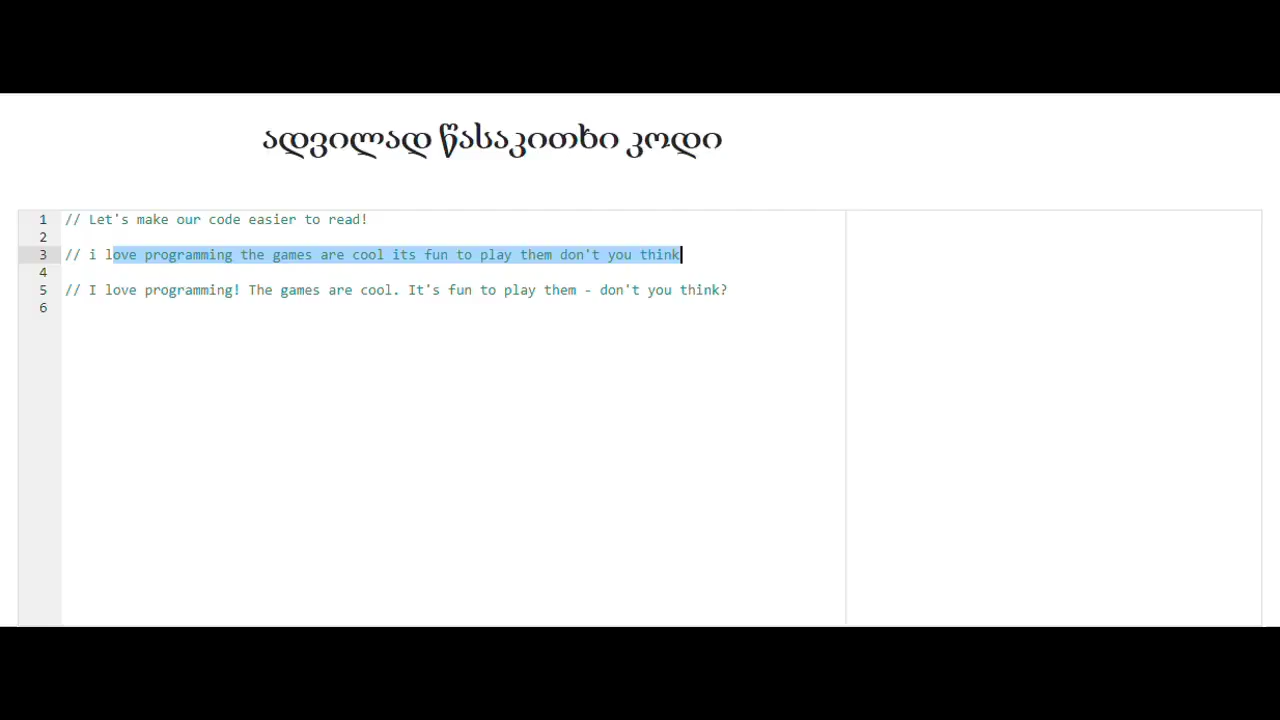 ადვილად წასაკითხი კოდი
1 // Let's make our code easier to read!
2
3 // i love programming the games are cool its fun to play them don't you think
4
5 // I love programming! The games are cool. It's fun to play them - don't you think?
6